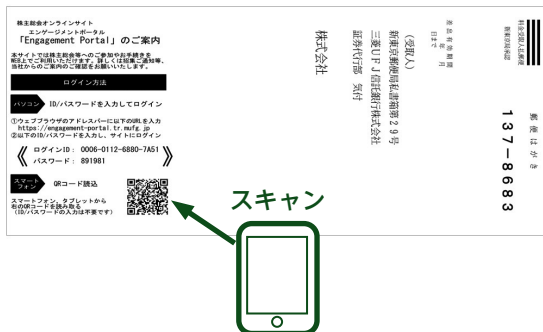 株主総会オンラインサイト
エンゲージメントポータル
「Engagement Portal」のご案内
本サイトでは株主総会等へのご参加やお手続きを
WEB上でご利用いただけます。詳しくは招集ご通知等、
当社からのご案内のご確認をお願いいたします。
ログイン方法
パソコン ID/パスワードを入力してログイン
①ウェブブラウザのアドレスバーに以下のURLを入力
https://engagement-portal.tr.mufg.jp
②以下のID/パスワードを入力し、サイトにログイン
ログインID： 0006-0112-6880-7A51
パスワード： 891981
スマート
フォン QRコード読込
スマートフォン、タブレットから
右のQRコードを読み取る
(ID/パスワードの入力は不要です)
スキャン
郵便はがき
137-8683
料金受取人払郵便
新東京局承認
差出有効期間
年 月
日まで
(受取人)
新東京郵便局私書箱第29号
三菱UFJ信託銀行株式会社
証券代行部 気付
株式会社